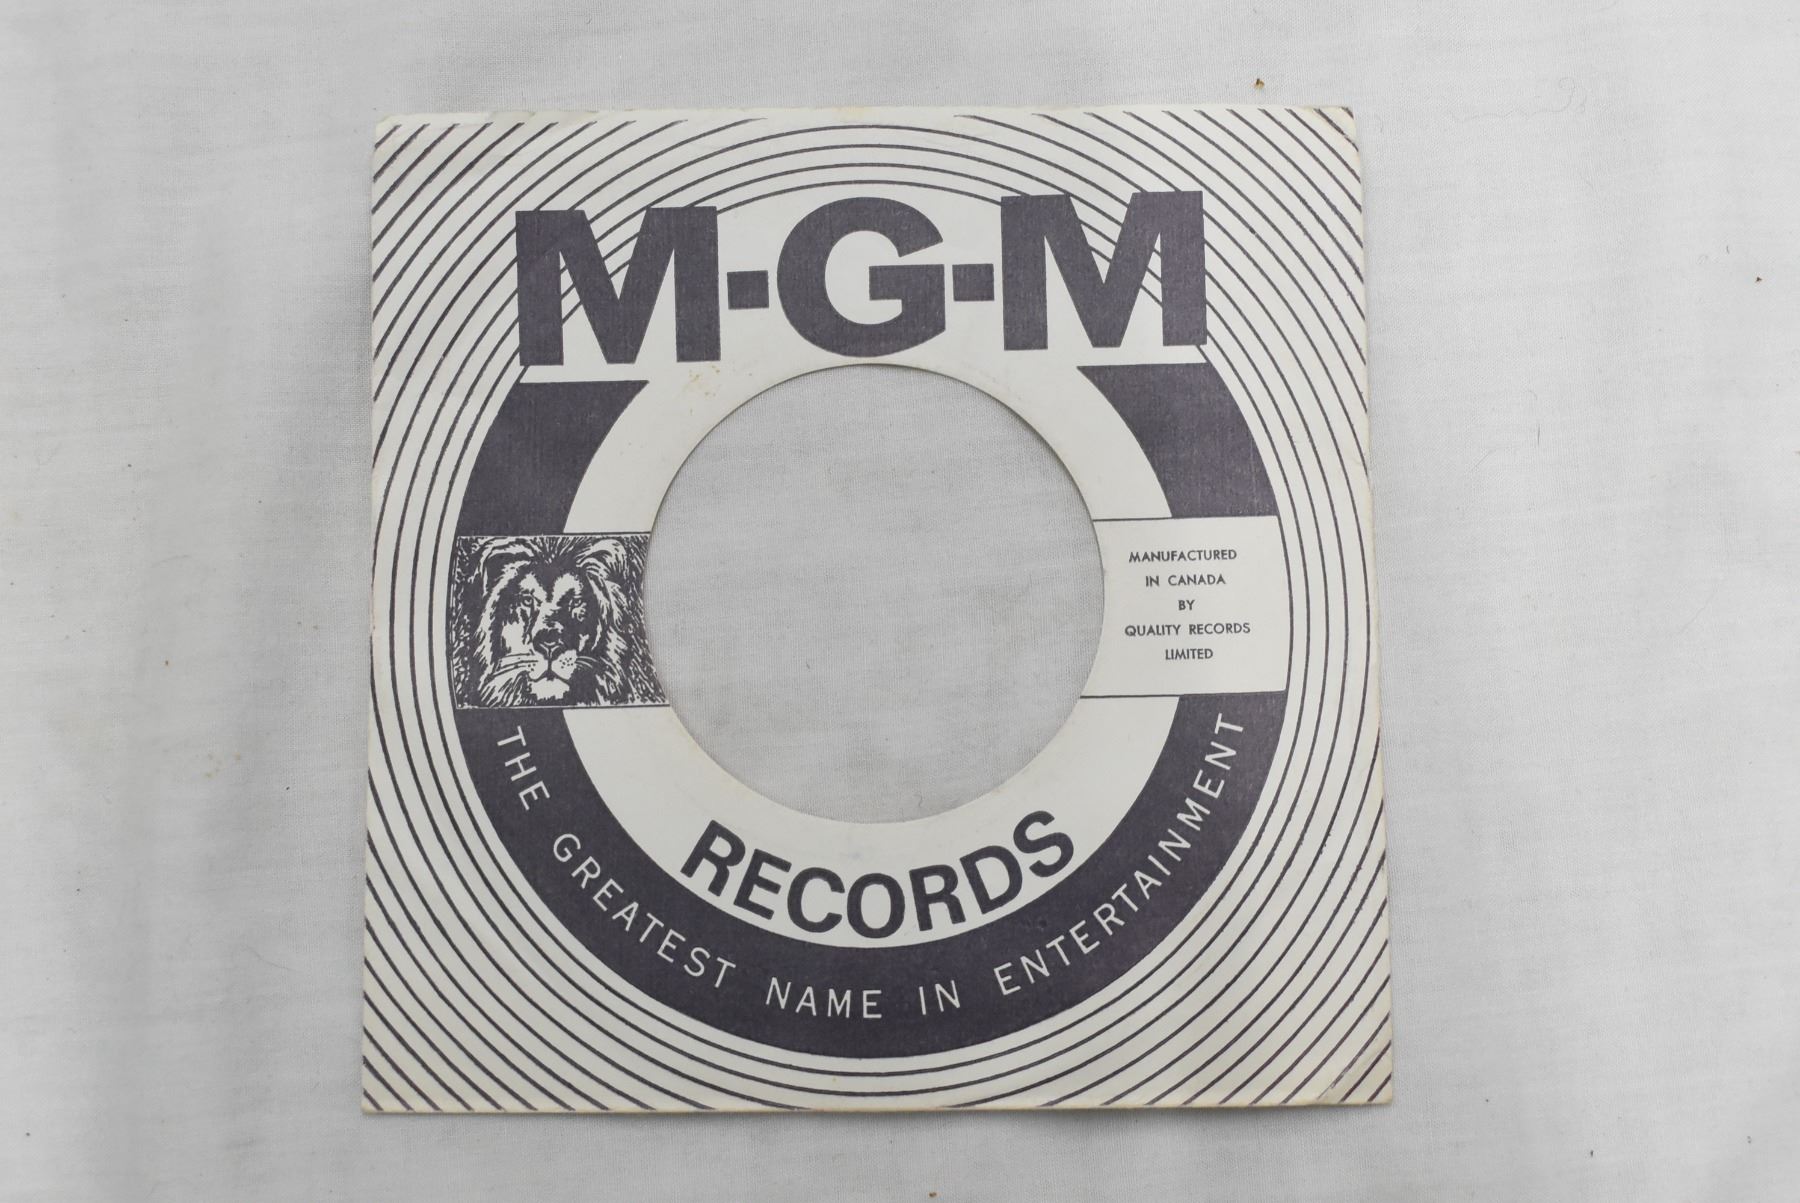 M-G-M
MANUFACTURED
IN CANADA
BY
QUALITY RECORDS
LIMITED
RECORDS
THE GREATEST NAME IN ENTERTAINMENT